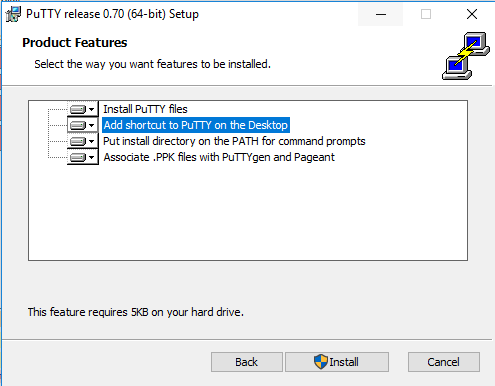 PuTTY release 0.70 (64-bit) Setup
Product Features
Select the way you want features to be installed.
Install PuTTY files
Add shortcut to PuTTY on the Desktop
Put install directory on the PATH for command prompts
Associate .PPK files with PuTTYgen and Pageant
This feature requires 5KB on your hard drive.
Back
Install
Cancel